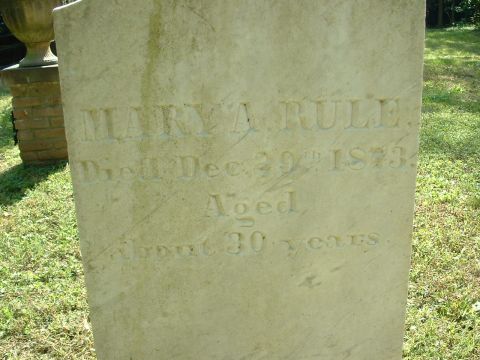 MARY A RULE
Died Dec 29th 1873
Aged
about 30 years